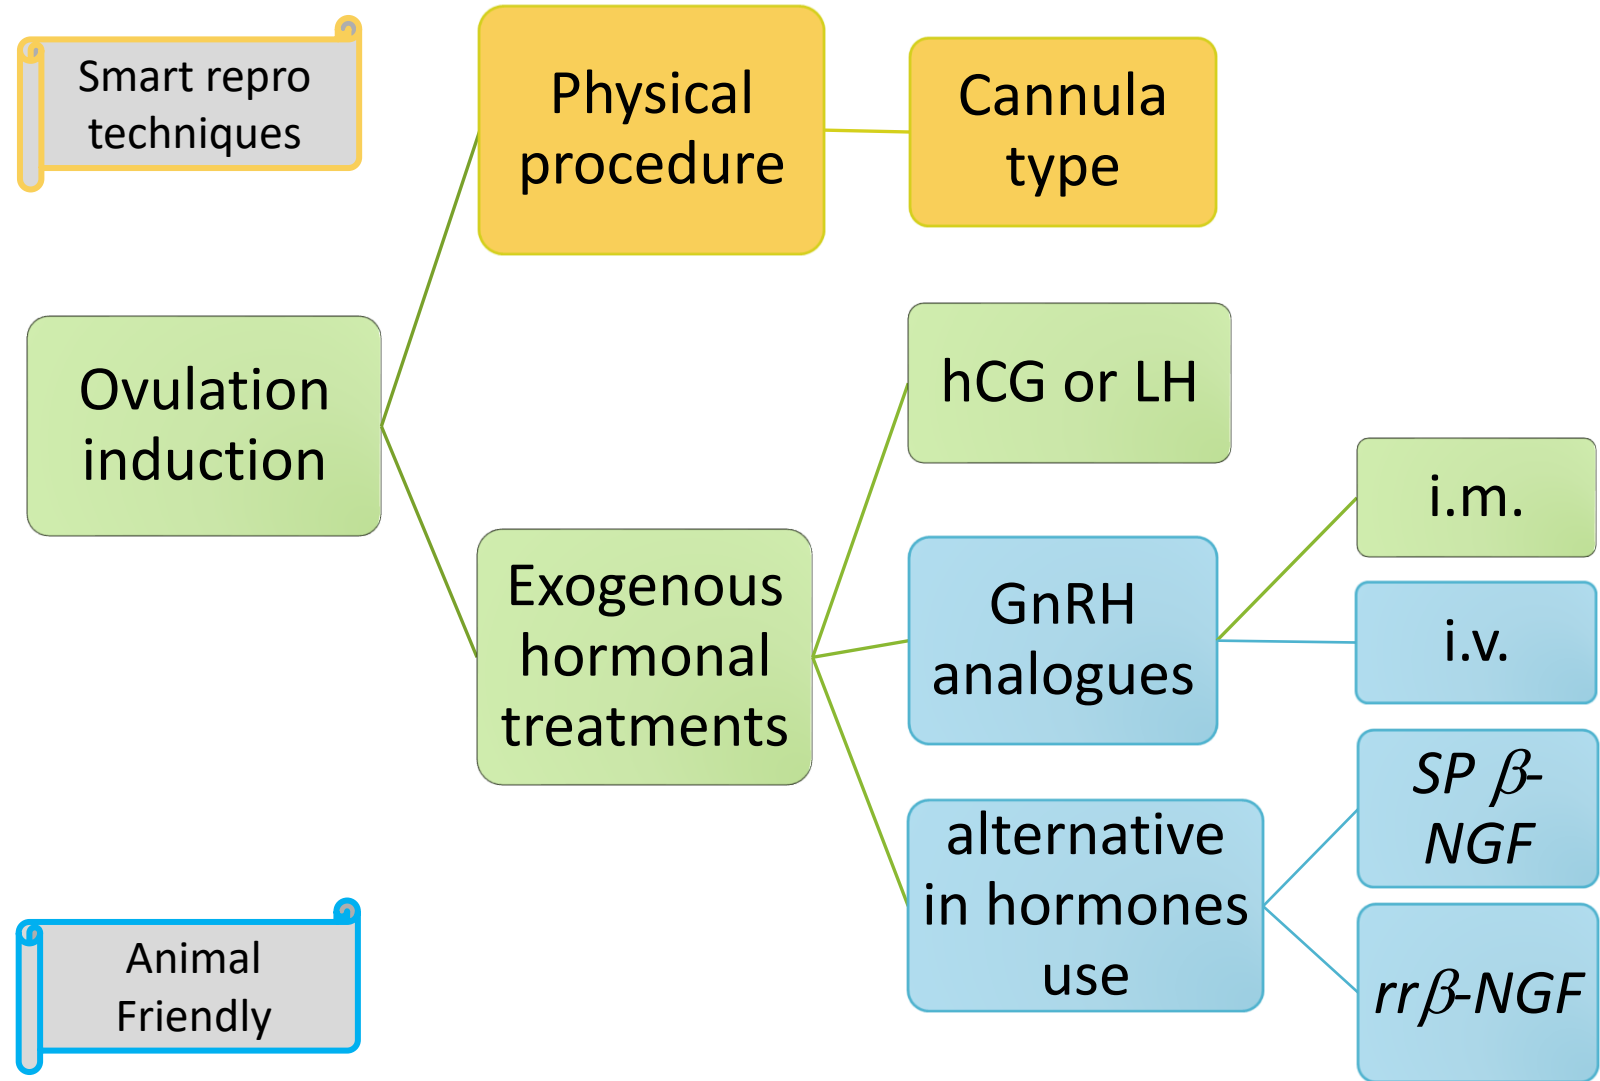 Smart repro
techniques
Physical
procedure
Cannula
type
Ovulation
induction
hCG or LH
i.m.
Exogenous
hormonal
treatments
GnRH
analogues
i.v.
SP β-
NGF
alternative
in hormones
use
rrβ-NGF
Animal
Friendly